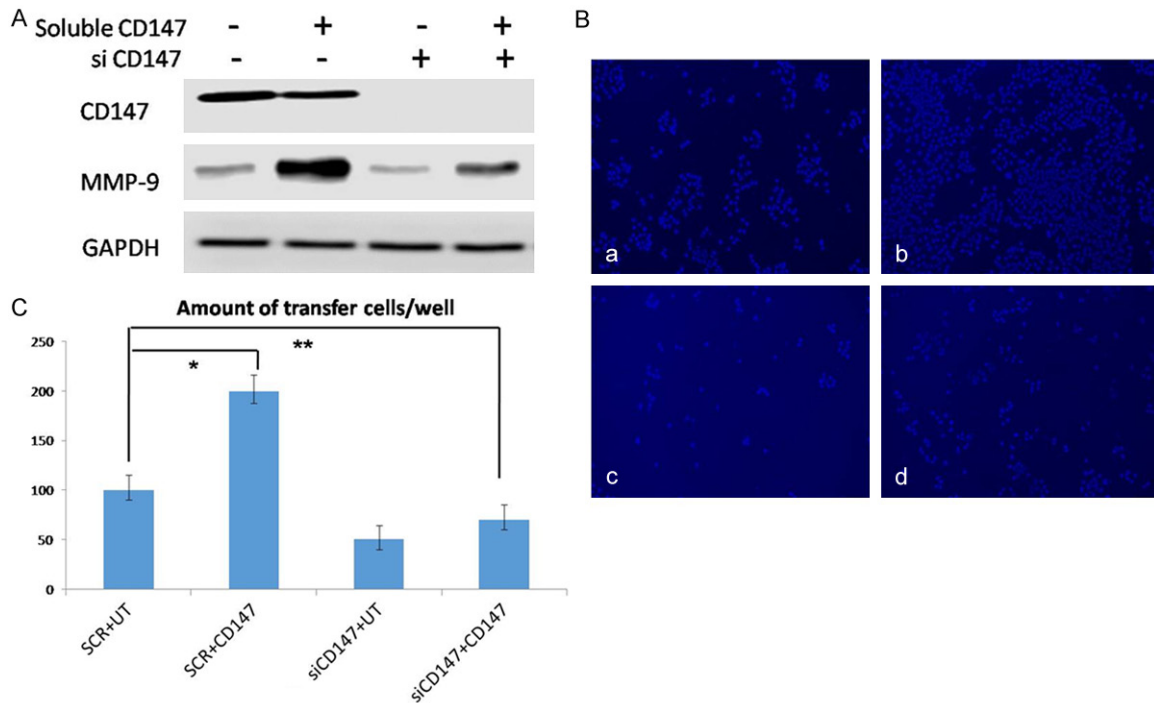 A
Soluble CD147 - + - +
si CD147 - - + +
CD147
MMP-9
GAPDH
B
a
b
c
d
C
Amount of transfer cells/well
**
*
250
200
150
100
50
0
SCR+UT
SCR+CD147
siCD147+UT
siCD147+CD147